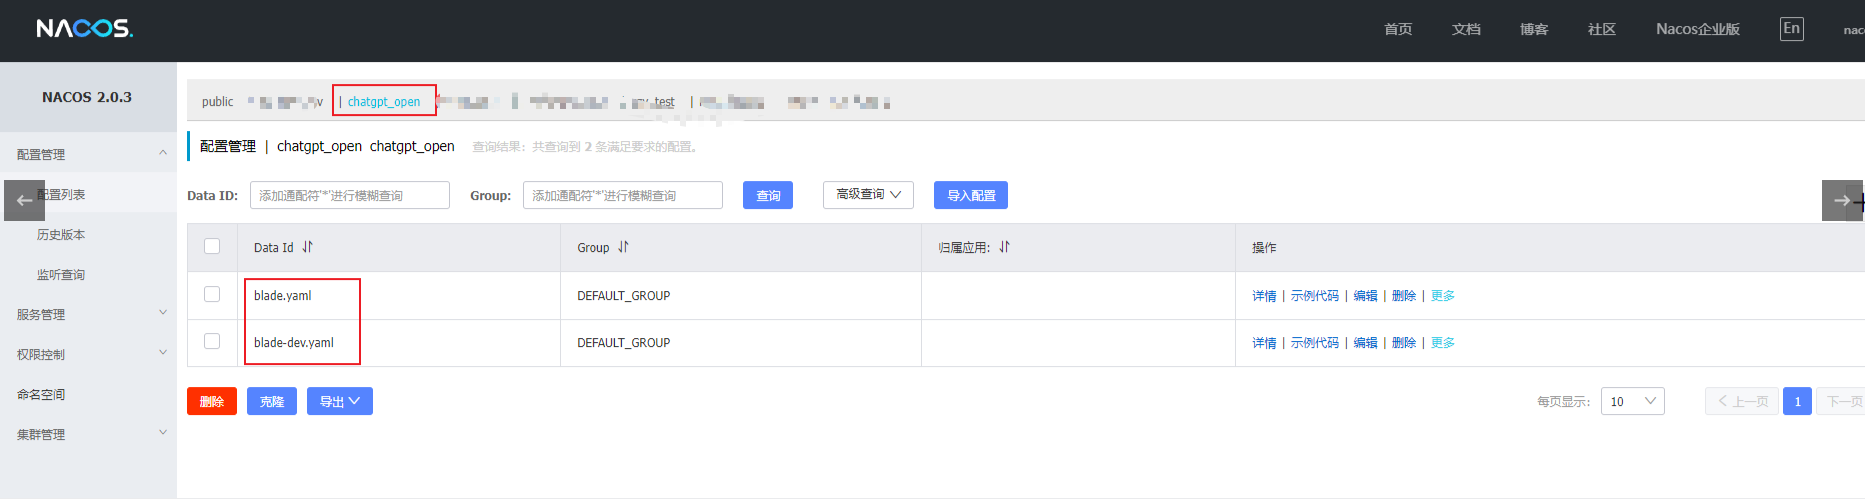 NACOS.
首页 文档 博客 社区 Nacos企业版 En
NACOS 2.0.3
public | chatgpt_open
配置管理 | chatgpt_open chatgpt_open 查询结果：共查询到 2 条满足要求的配置。
配置管理
配置列表
历史版本
监听查询
服务管理
权限控制
命名空间
集群管理
Data ID: 添加通配符'*'进行模糊查询 Group: 添加通配符'*'进行模糊查询 查询 高级查询 导入配置
Data Id Group 归属应用: 操作
blade.yaml DEFAULT_GROUP 详情 | 示例代码 | 编辑 | 删除 | 更多
blade-dev.yaml DEFAULT_GROUP 详情 | 示例代码 | 编辑 | 删除 | 更多
删除 克隆 导出 每页显示: 10 上一页 1 下一页